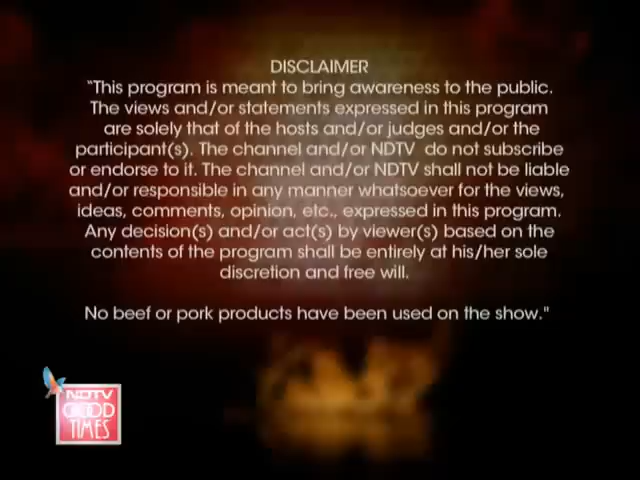 DISCLAIMER
“This program is meant to bring awareness to the public.
The views and/or statements expressed in this program
are solely that of the hosts and/or judges and/or the
participant(s). The channel and/or NDTV do not subscribe
or endorse to it. The channel and/or NDTV shall not be liable
and/or responsible in any manner whatsoever for the views,
ideas, comments, opinion, etc., expressed in this program.
Any decision(s) and/or act(s) by viewer(s) based on the
contents of the program shall be entirely at his/her sole
discretion and free will.
No beef or pork products have been used on the show."
NDTV
GOOD
TIMES